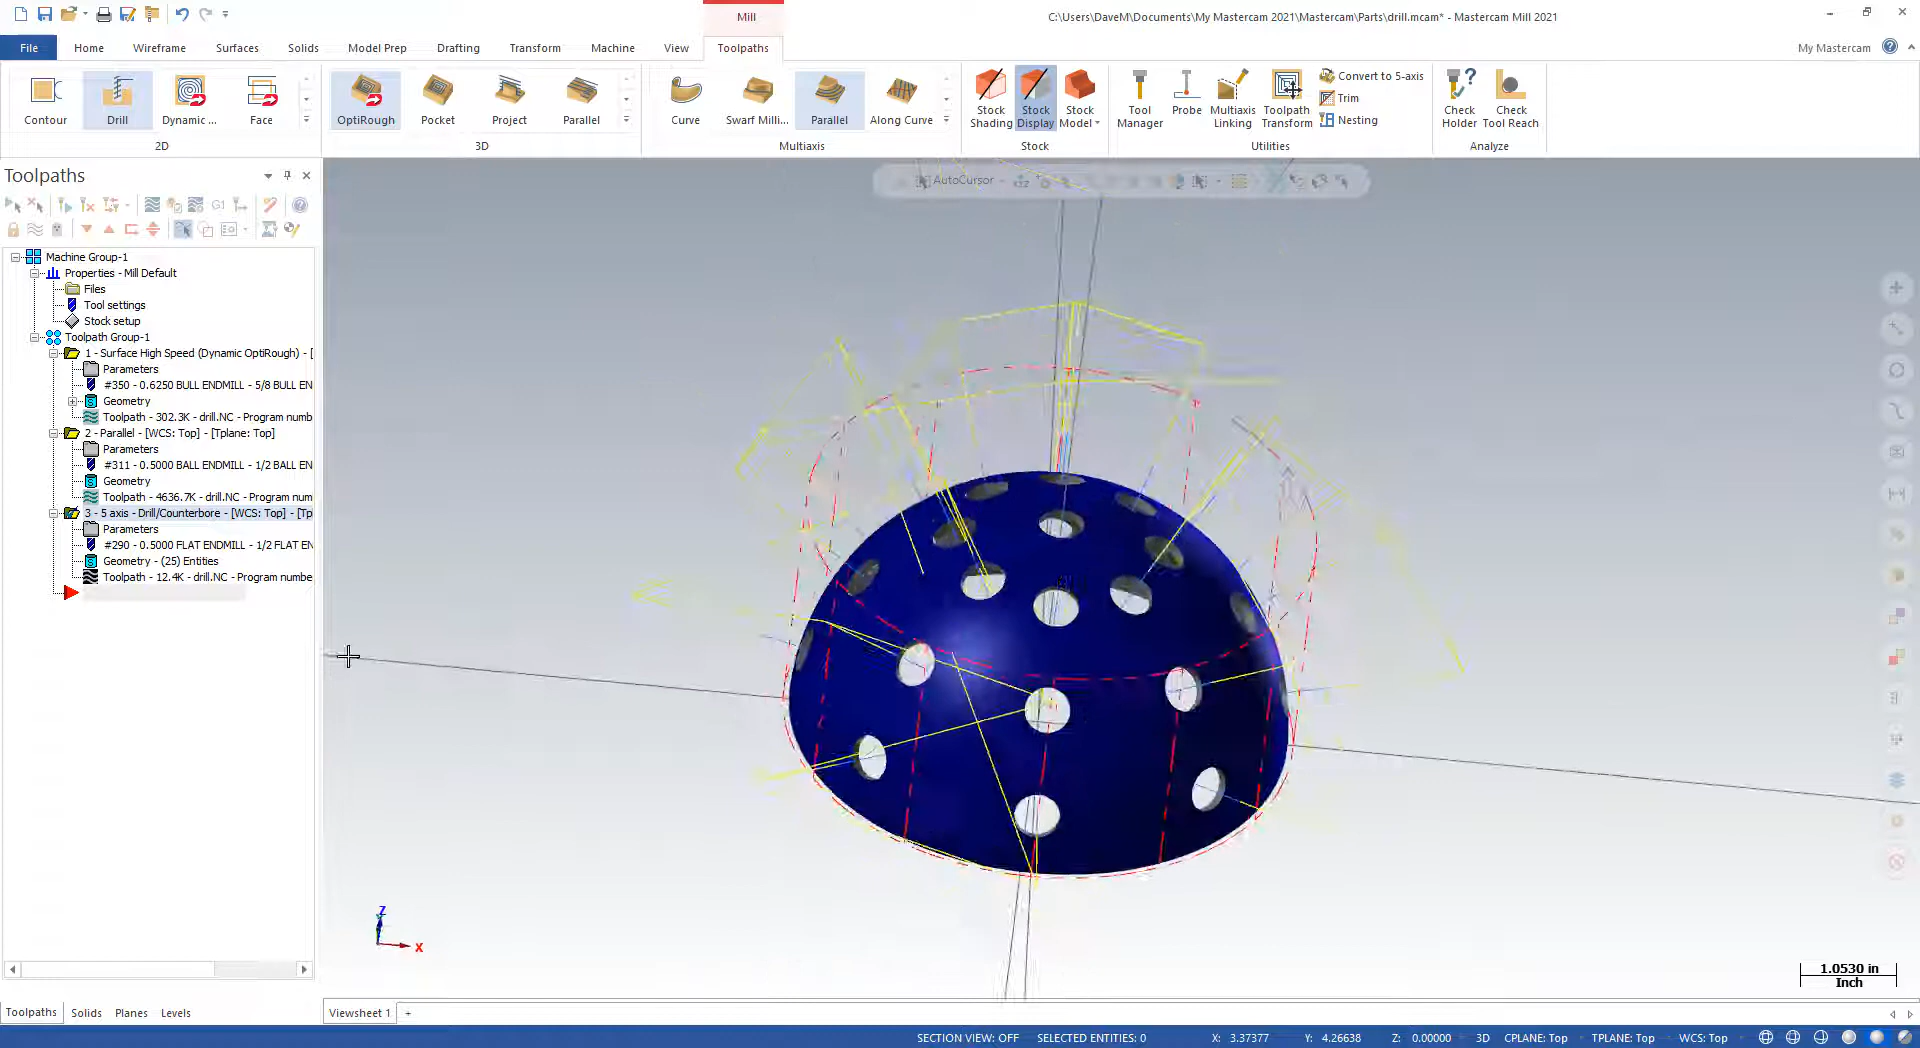 Mill
C:\Users\DaveM\Documents\My Mastercam 2021\Mastercam\Parts\drill.mcam* - Mastercam Mill 2021
File
Home
Wireframe
Surfaces
Solids
Model Prep
Drafting
Transform
Machine
View
Toolpaths
My Mastercam
Contour
Drill
Dynamic ...
Face
2D
OptiRough
Pocket
Project
Parallel
3D
Curve
Swarf Milli...
Parallel
Along Curve
Multiaxis
Stock Shading
Stock Display
Stock Model
Stock
Tool Manager
Probe
Multiaxis Linking
Toolpath Transform
Convert to 5-axis
Trim
Nesting
Utilities
Check Holder
Check Tool Reach
Analyze
Toolpaths
G1
AutoCursor
Machine Group-1
Properties - Mill Default
Files
Tool settings
Stock setup
Toolpath Group-1
1 - Surface High Speed (Dynamic OptiRough) - [
Parameters
#350 - 0.6250 BULL ENDMILL - 5/8 BULL EN
Geometry
Toolpath - 302.3K - drill.NC - Program numb
2 - Parallel - [WCS: Top] - [Tplane: Top]
Parameters
#311 - 0.5000 BALL ENDMILL - 1/2 BALL EN
Geometry
Toolpath - 4636.7K - drill.NC - Program num
3 - 5 axis - Drill/Counterbore - [WCS: Top] - [Tp
Parameters
#290 - 0.5000 FLAT ENDMILL - 1/2 FLAT EN
Geometry - (25) Entities
Toolpath - 12.4K - drill.NC - Program numbe
Z
X
1.0530 in
Inch
Toolpaths
Solids
Planes
Levels
Viewsheet 1
+
SECTION VIEW: OFF
SELECTED ENTITIES: 0
X: 3.37377
Y: 4.26638
Z: 0.00000
3D
CPLANE: Top
TPLANE: Top
WCS: Top